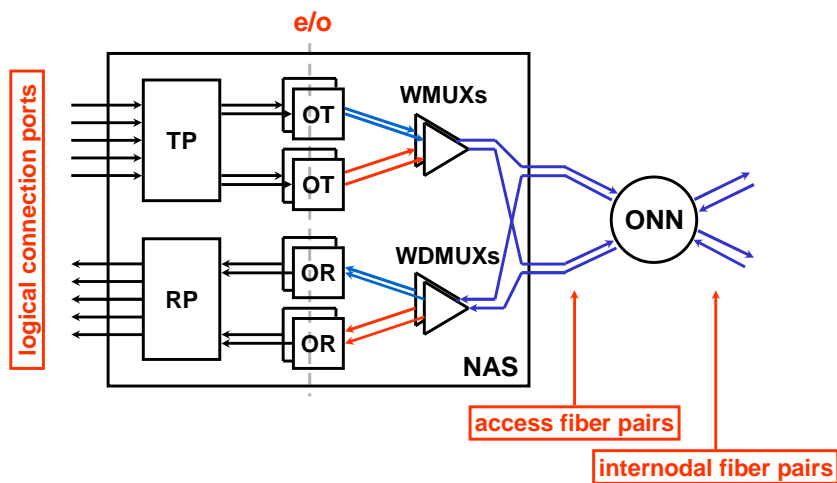 e/o
logical connection ports
TP
OT
OT
WMUXs
ONN
RP
OR
OR
WDMUXs
NAS
access fiber pairs
internodal fiber pairs